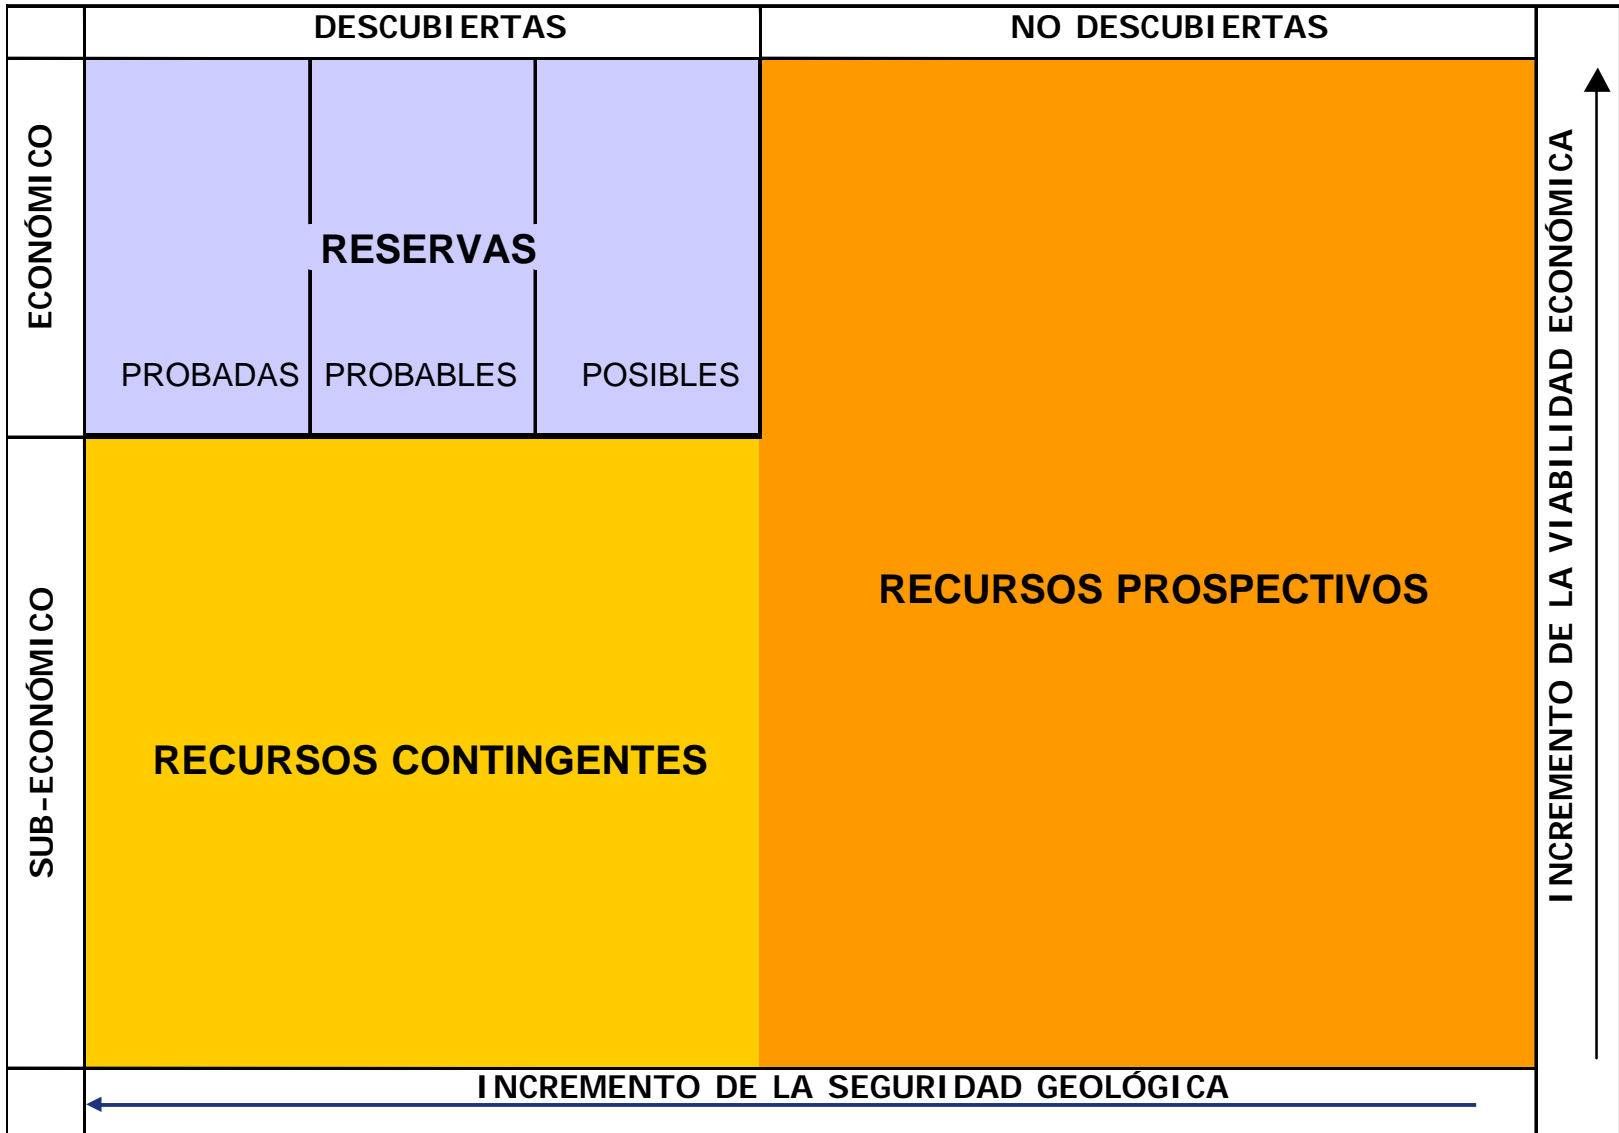 DESCUBIERTAS
NO DESCUBIERTAS
ECONÓMICO
RESERVAS
PROBADAS
PROBABLES
POSIBLES
SUB-ECONÓMICO
RECURSOS CONTINGENTES
RECURSOS PROSPECTIVOS
INCREMENTO DE LA VIABILIDAD ECONÓMICA
INCREMENTO DE LA SEGURIDAD GEOLÓGICA